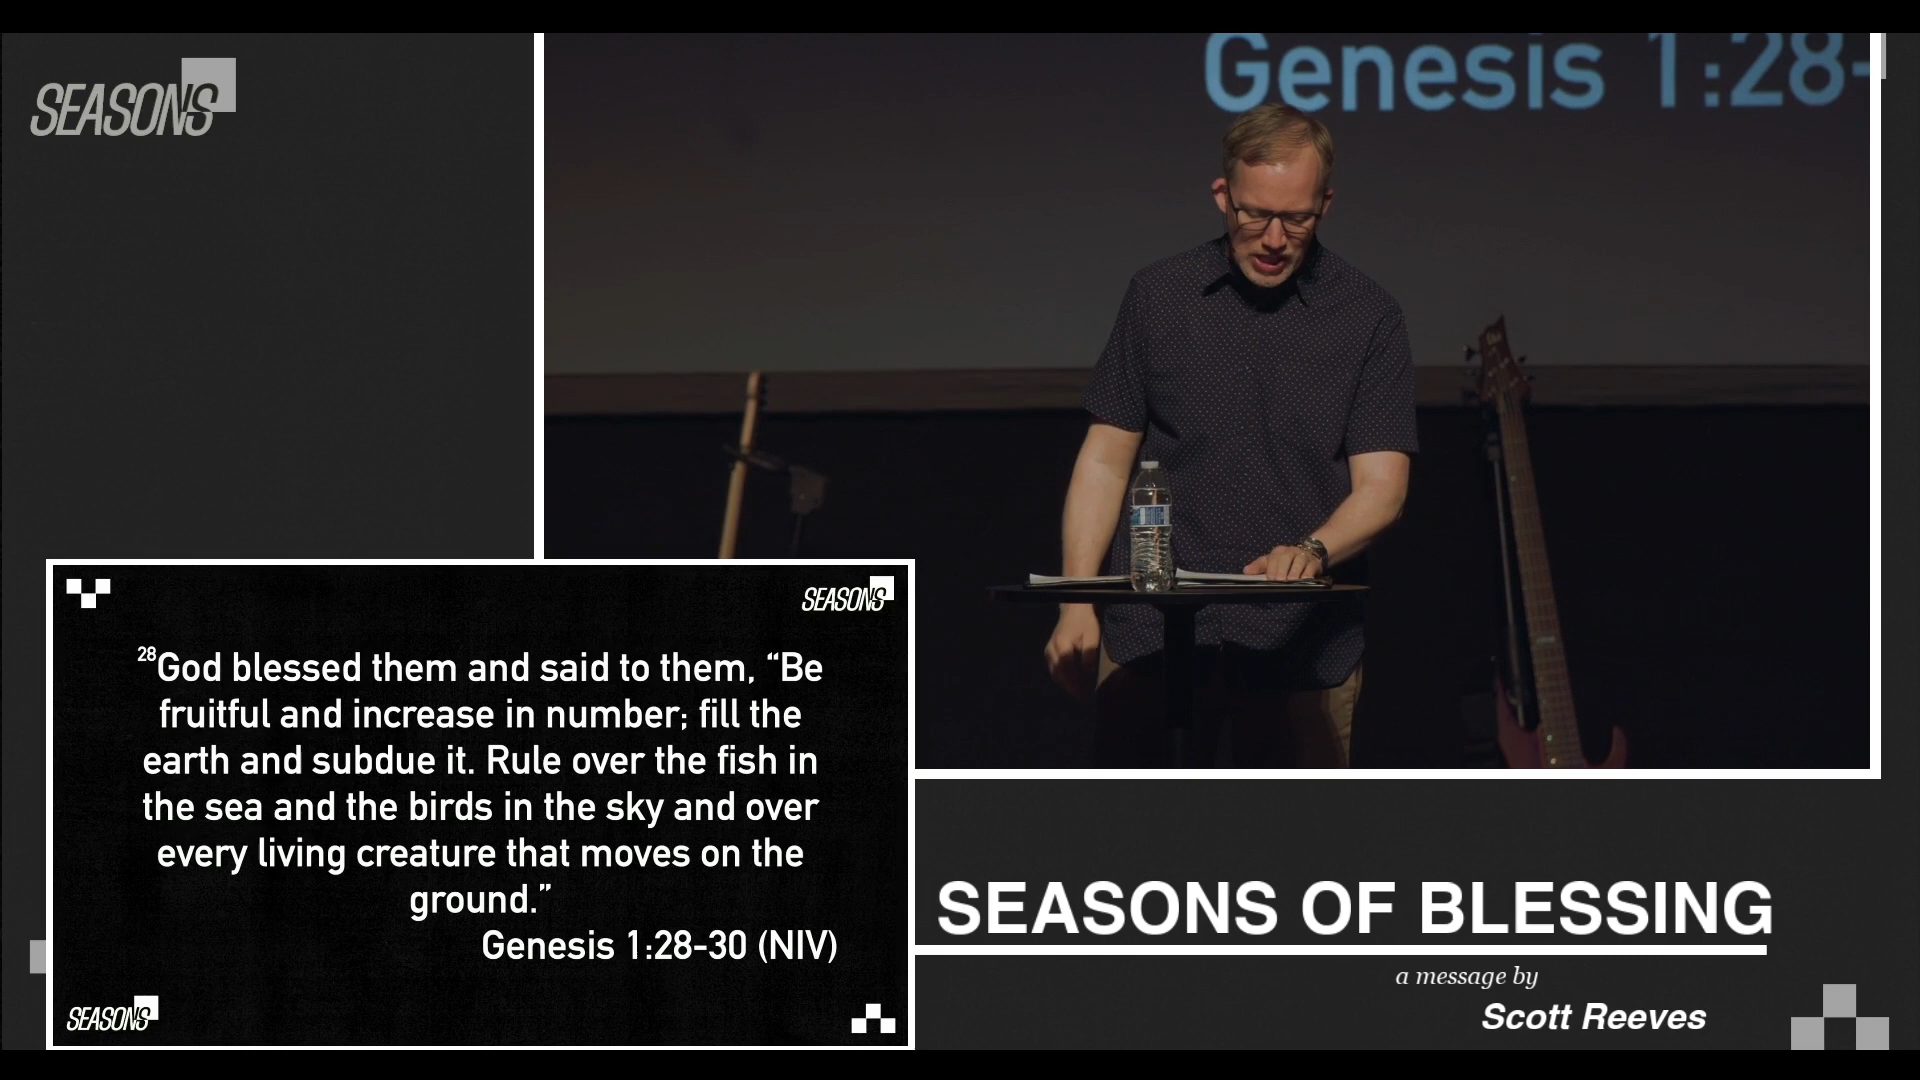 SEASONS
Genesis 1:28-
SEASONS
28God blessed them and said to them, “Be
fruitful and increase in number; fill the
earth and subdue it. Rule over the fish in
the sea and the birds in the sky and over
every living creature that moves on the
ground.”
Genesis 1:28-30 (NIV)
SEASONS
SEASONS OF BLESSING
a message by
Scott Reeves